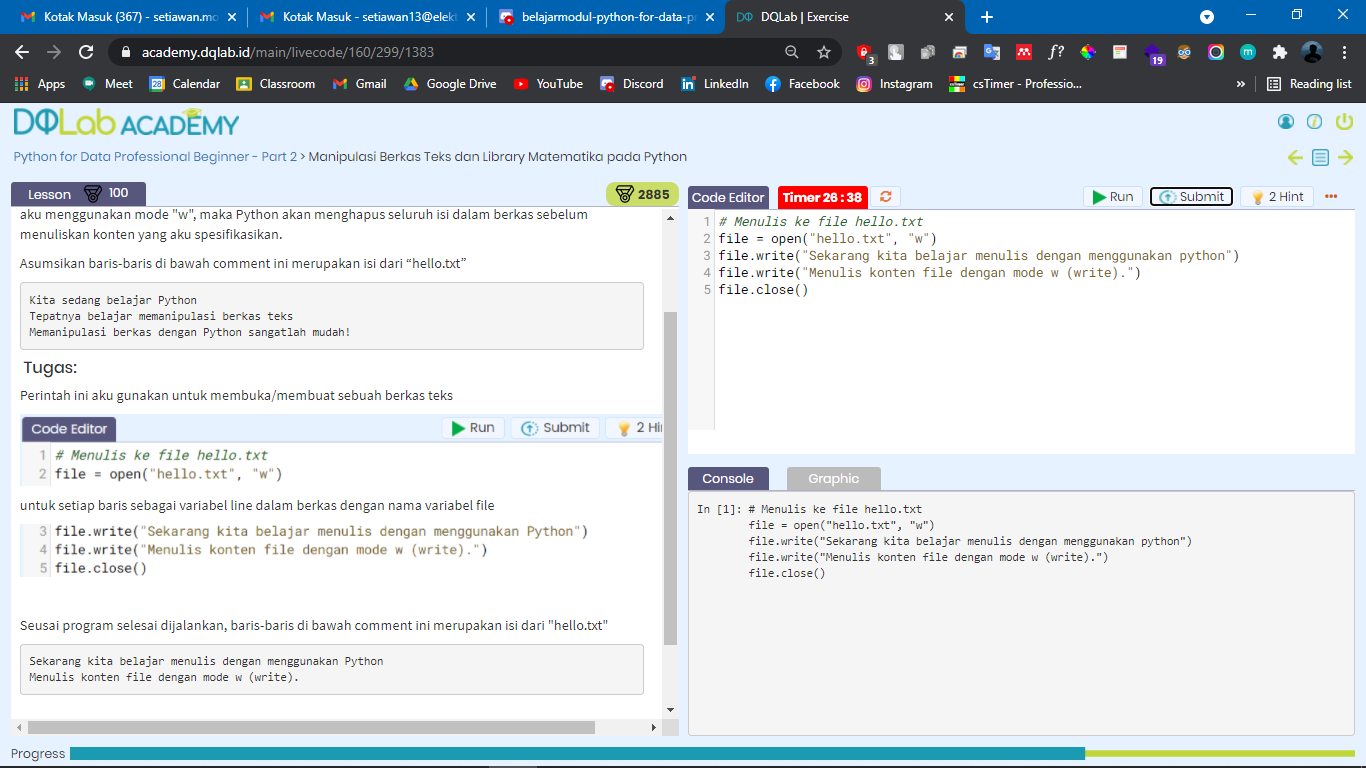 Kotak Masuk (367) - setiawan.mo
Kotak Masuk - setiawan13@elekt
belajarmodul-python-for-data-p
DQLab | Exercise
academy.dqlab.id/main/livecode/160/299/1383
3
f?
19
Apps
Meet
28
Calendar
Classroom
Gmail
Google Drive
YouTube
Discord
LinkedIn
Facebook
Instagram
csTimer - Professio...
»
Reading list
DQLab ACADEMY
Python for Data Professional Beginner - Part 2 > Manipulasi Berkas Teks dan Library Matematika pada Python
Lesson 100
2885
Code Editor
Timer 26 : 38
Run
Submit
2 Hint
aku menggunakan mode "w", maka Python akan menghapus seluruh isi dalam berkas sebelum
menuliskan konten yang aku spesifikasikan.
Asumsikan baris-baris di bawah comment ini merupakan isi dari “hello.txt”
Kita sedang belajar Python
Tepatnya belajar memanipulasi berkas teks
Memanipulasi berkas dengan Python sangatlah mudah!
Tugas:
Perintah ini aku gunakan untuk membuka/membuat sebuah berkas teks
Code Editor
Run
Submit
2 Hi
1 # Menulis ke file hello.txt
2 file = open("hello.txt", "w")
untuk setiap baris sebagai variabel line dalam berkas dengan nama variabel file
3 file.write("Sekarang kita belajar menulis dengan menggunakan Python")
4 file.write("Menulis konten file dengan mode w (write).")
5 file.close()
Seusai program selesai dijalankan, baris-baris di bawah comment ini merupakan isi dari "hello.txt"
Sekarang kita belajar menulis dengan menggunakan Python
Menulis konten file dengan mode w (write).
1 # Menulis ke file hello.txt
2 file = open("hello.txt", "w")
3 file.write("Sekarang kita belajar menulis dengan menggunakan python")
4 file.write("Menulis konten file dengan mode w (write).")
5 file.close()
Console
Graphic
In [1]: # Menulis ke file hello.txt
file = open("hello.txt", "w")
file.write("Sekarang kita belajar menulis dengan menggunakan python")
file.write("Menulis konten file dengan mode w (write).")
file.close()
Progress